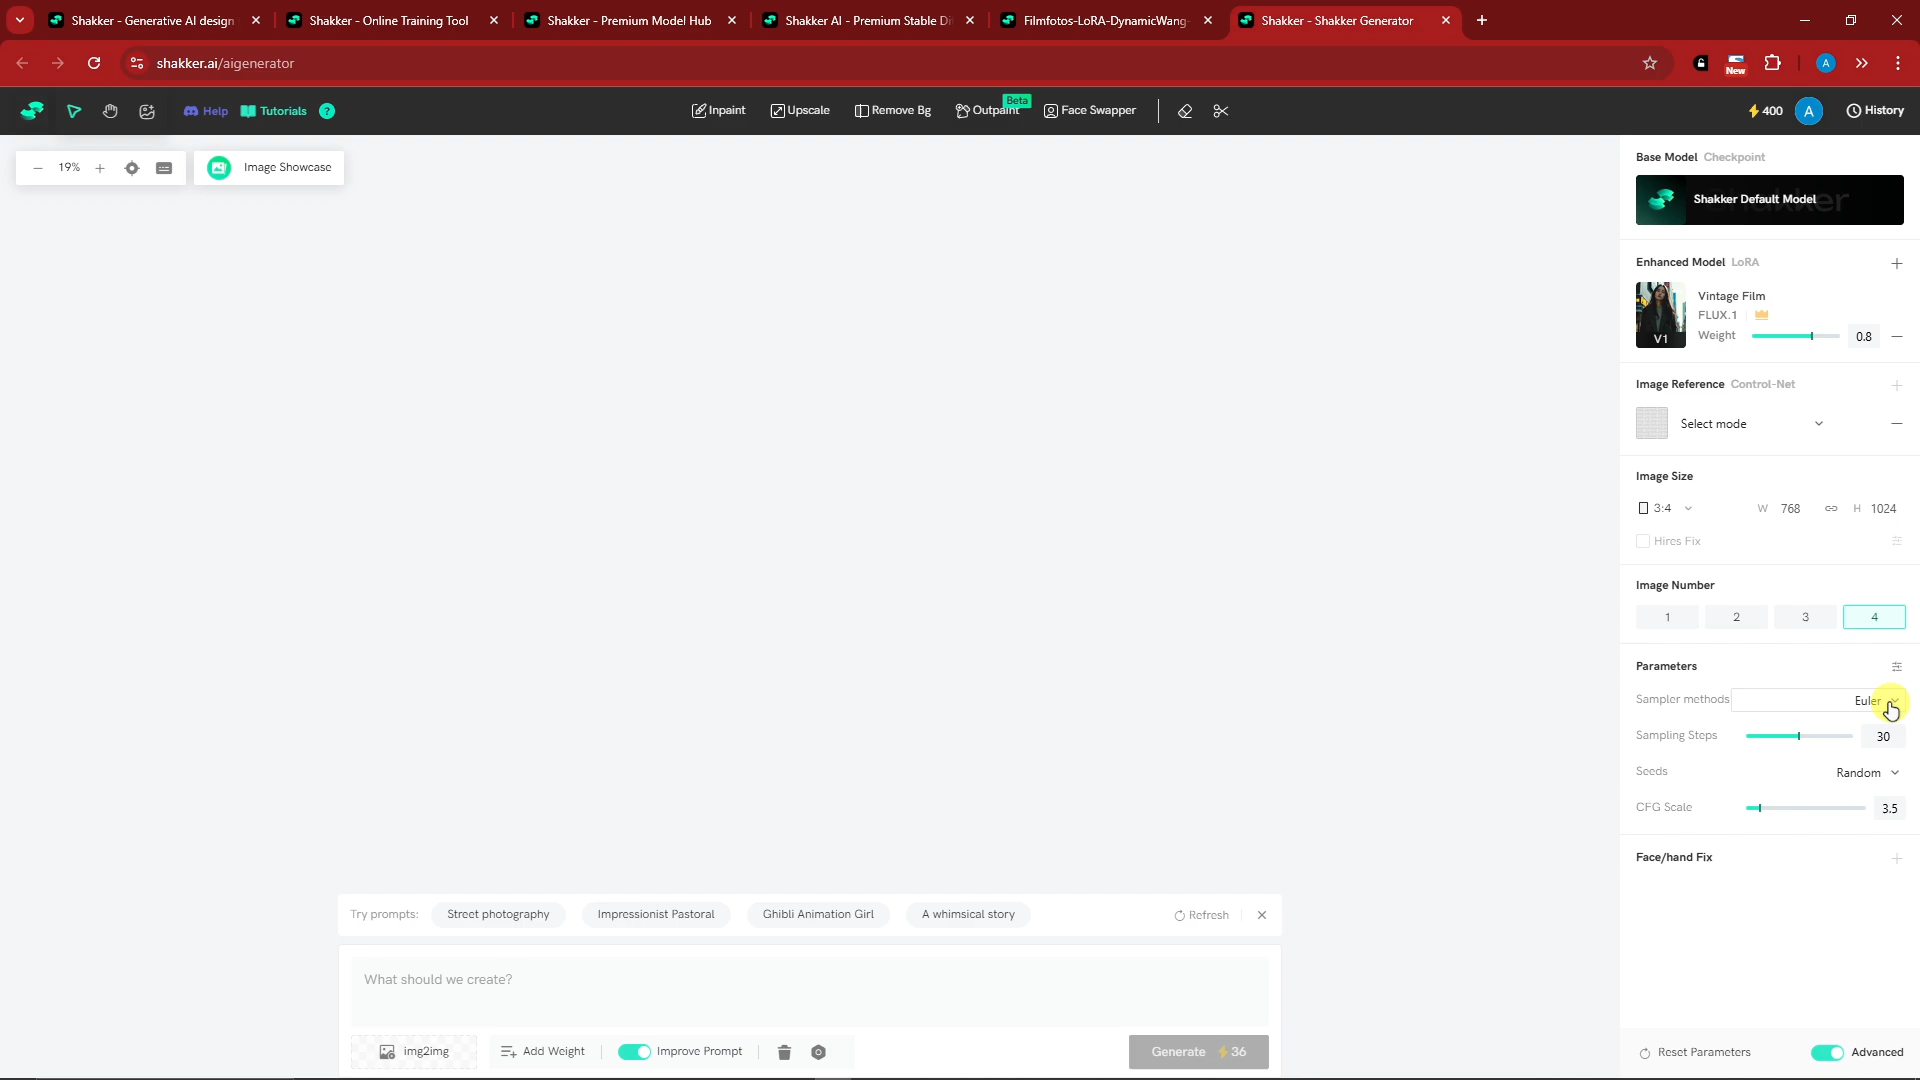 Shakker - Generative AI design
Shakker - Online Training Tool
Shakker - Premium Model Hub
Shakker AI - Premium Stable Di
Filmfotos-LoRA-DynamicWang-
Shakker - Shakker Generator
shakker.ai/aigenerator
New
A
Help
Tutorials
?
Inpaint
Upscale
Remove Bg
Outpaint
Beta
Face Swapper
400
A
History
19%
Image Showcase
Base Model Checkpoint
Shakker Default Model
Enhanced Model LoRA
V1
Vintage Film
FLUX.1
Weight
0.8
Image Reference Control-Net
Select mode
Image Size
3:4
W 768
H 1024
Hires Fix
Image Number
1 2 3 4
Parameters
Sampler methods Euler
Sampling Steps 30
Seeds Random
CFG Scale 3.5
Face/hand Fix
Try prompts: Street photography Impressionist Pastoral Ghibli Animation Girl A whimsical story Refresh
What should we create?
img2img Add Weight Improve Prompt Generate 36
Reset Parameters Advanced